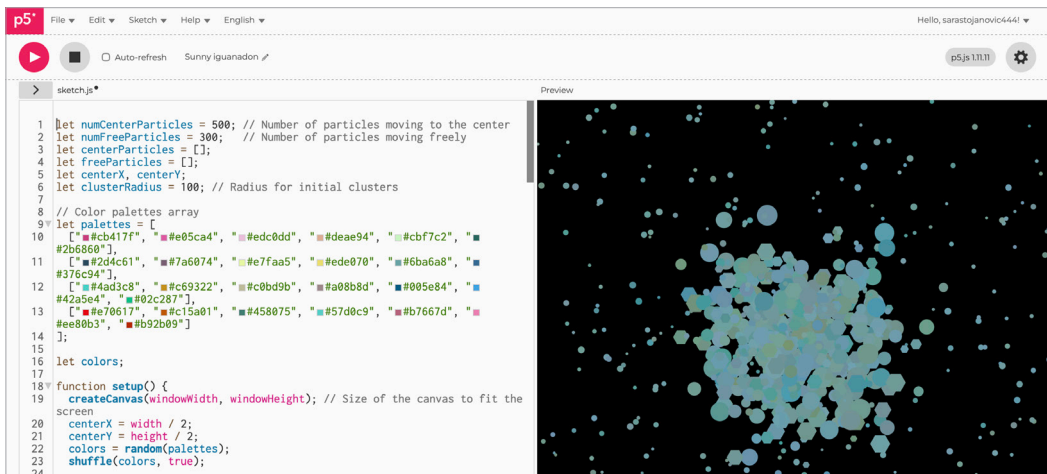 p5* File Edit Sketch Help English Hello, sarastojanovic444!
Auto-refresh Sunny iguanadon p5.js 1.11.11
> sketch.js• Preview
1 let numCenterParticles = 500; // Number of particles moving to the center
2 let numFreeParticles = 300; // Number of particles moving freely
3 let centerParticles = [];
4 let freeParticles = [];
5 let centerX, centerY;
6 let clusterRadius = 100; // Radius for initial clusters
7
8 // Color palettes array
9 let palettes = [
10 ["#cb417f", "#e05ca4", "#edc0dd", "#deae94", "#cbf7c2", "
#2b6860"],
11 ["#2d4c61", "#7a6074", "#e7faa5", "#ede070", "#6ba6a8", "
#376c94"],
12 ["#4ad3c8", "#c69322", "#c0bd9b", "#a08b8d", "#005e84", "
#42a5e4", "#02c287"],
13 ["#e70617", "#c15a01", "#458075", "#57d0c9", "#b7667d", "
#ee80b3", "#b92b09"]
14 ];
15
16 let colors;
17
18 function setup() {
19 createCanvas(windowWidth, windowHeight); // Size of the canvas to fit the
screen
20 centerX = width / 2;
21 centerY = height / 2;
22 colors = random(palettes);
23 shuffle(colors, true);
24